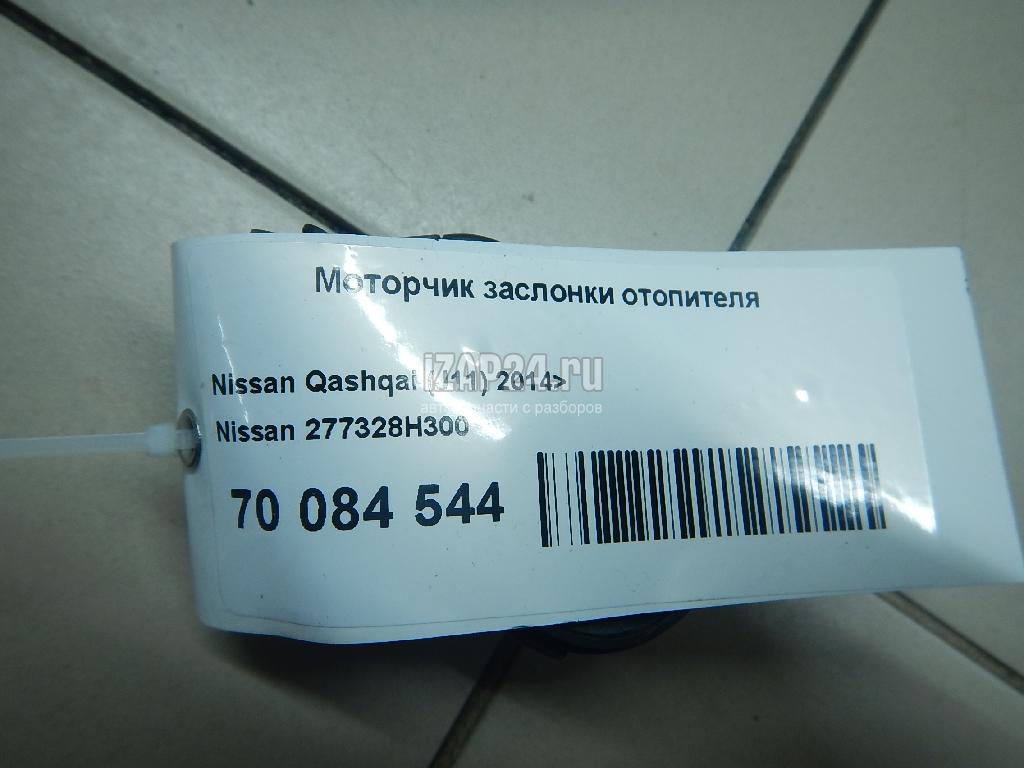 Моторчик заслонки отопителя
iZAP24.ru
Nissan Qashqai (J11) 2014>
автозапчасти с разборов
Nissan 277328H300
70 084 544